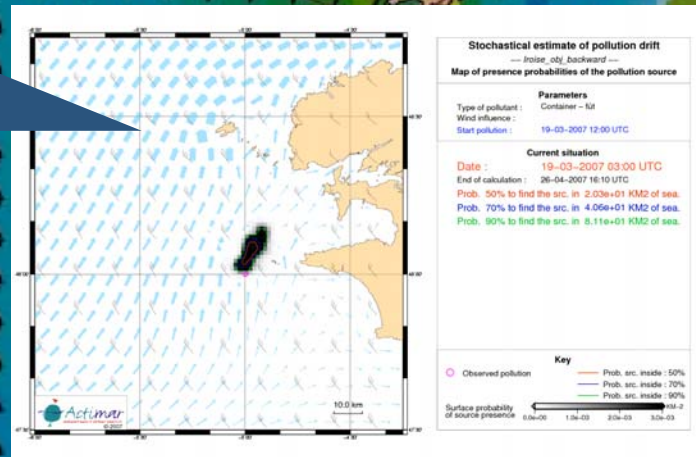 Stochastical estimate of pollution drift
--- Iroise_obj_backward ---
Map of presence probabilities of the pollution source
Parameters
Type of pollutant : Container – fût
Wind influence :
Start pollution : 19–03–2007 12:00 UTC
Current situation
Date : 19–03–2007 03:00 UTC
End of calculation : 26–04–2007 16:10 UTC
Prob. 50% to find the src. in 2.03e+01 KM2 of sea.
Prob. 70% to find the src. in 4.06e+01 KM2 of sea.
Prob. 90% to find the src. in 8.11e+01 KM2 of sea.
Key
Observed pollution
Prob. src. inside : 50%
Prob. src. inside : 70%
Prob. src. inside : 90%
Surface probability
of source presence
KM–2
0.0e+00 1.0e–03 2.0e–03 3.0e–03
10.0 km
Actimar
© 2007